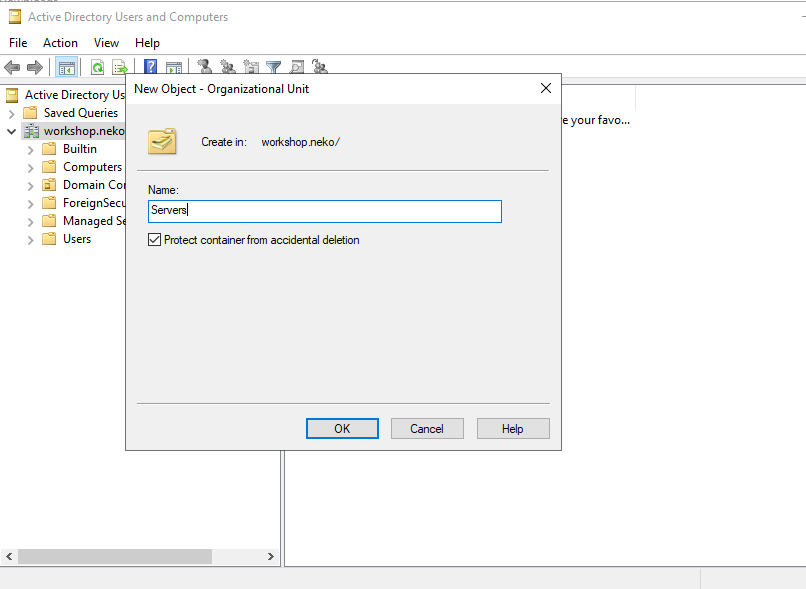 Active Directory Users and Computers
File Action View Help
New Object - Organizational Unit
Create in: workshop.neko/
Name:
Servers
Protect container from accidental deletion
OK Cancel Help
Active Directory Us
Saved Queries
workshop.neko
Builtin
Computers
Domain Con
ForeignSecu
Managed Se
Users
e your favo...